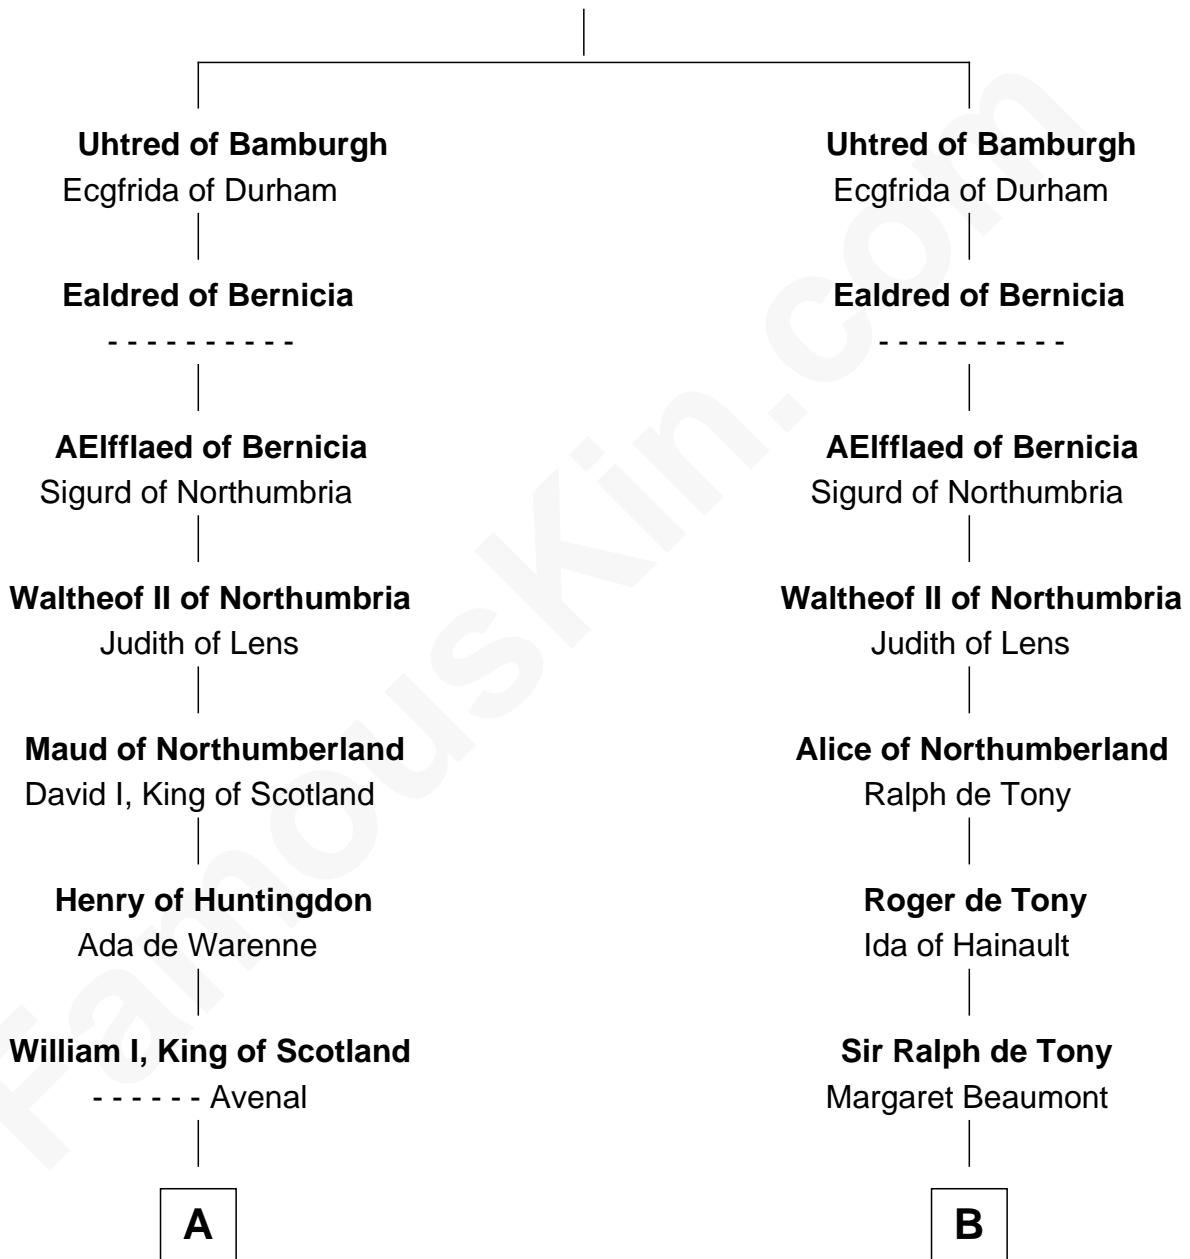 Uhtred of Bamburgh
Ecgfrida of Durham
Ealdred of Bernicia
- - - - - - - - - -
AElfflaed of Bernicia
Sigurd of Northumbria
Waltheof II of Northumbria
Judith of Lens
Maud of Northumberland
David I, King of Scotland
Henry of Huntingdon
Ada de Warenne
William I, King of Scotland
- - - - - - Avenal
A
Uhtred of Bamburgh
Ecgfrida of Durham
Ealdred of Bernicia
- - - - - - - - - -
AElfflaed of Bernicia
Sigurd of Northumbria
Waltheof II of Northumbria
Judith of Lens
Alice of Northumberland
Ralph de Tony
Roger de Tony
Ida of Hainault
Sir Ralph de Tony
Margaret Beaumont
B
FamousKin.com